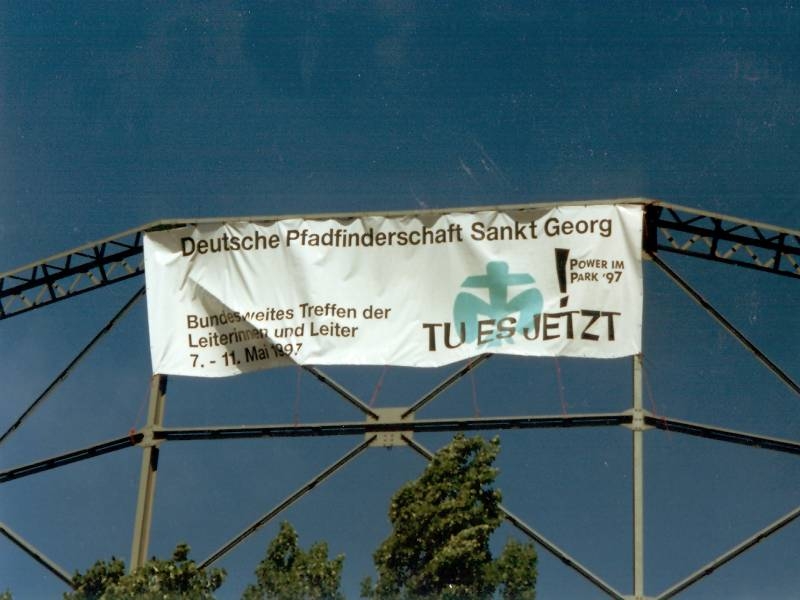 Deutsche Pfadfinderschaft Sankt Georg
Bundesweites Treffen der
Leiterinnen und Leiter
7. - 11. Mai 1997
POWER IM
PARK '97
TU ES JETZT !